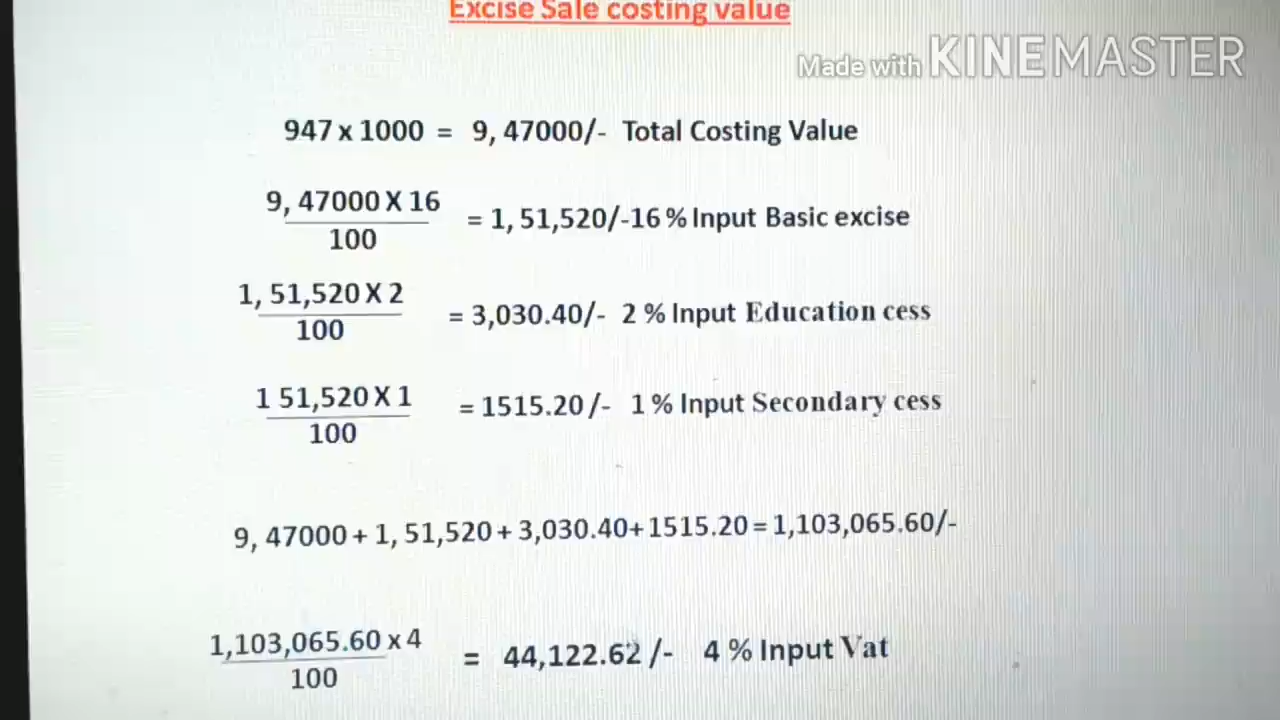 Excise Sale costing value
Made with KINEMASTER
947 x 1000 = 9, 47000/- Total Costing Value
9, 47000 X 16
100
= 1, 51,520/-16 % Input Basic excise
1, 51,520 X 2
100
= 3,030.40/- 2 % Input Education cess
1 51,520 X 1
100
= 1515.20 /- 1 % Input Secondary cess
9, 47000 + 1, 51,520 + 3,030.40+ 1515.20 = 1,103,065.60/-
1,103,065.60 x 4
100
= 44,122.62 /- 4 % Input Vat